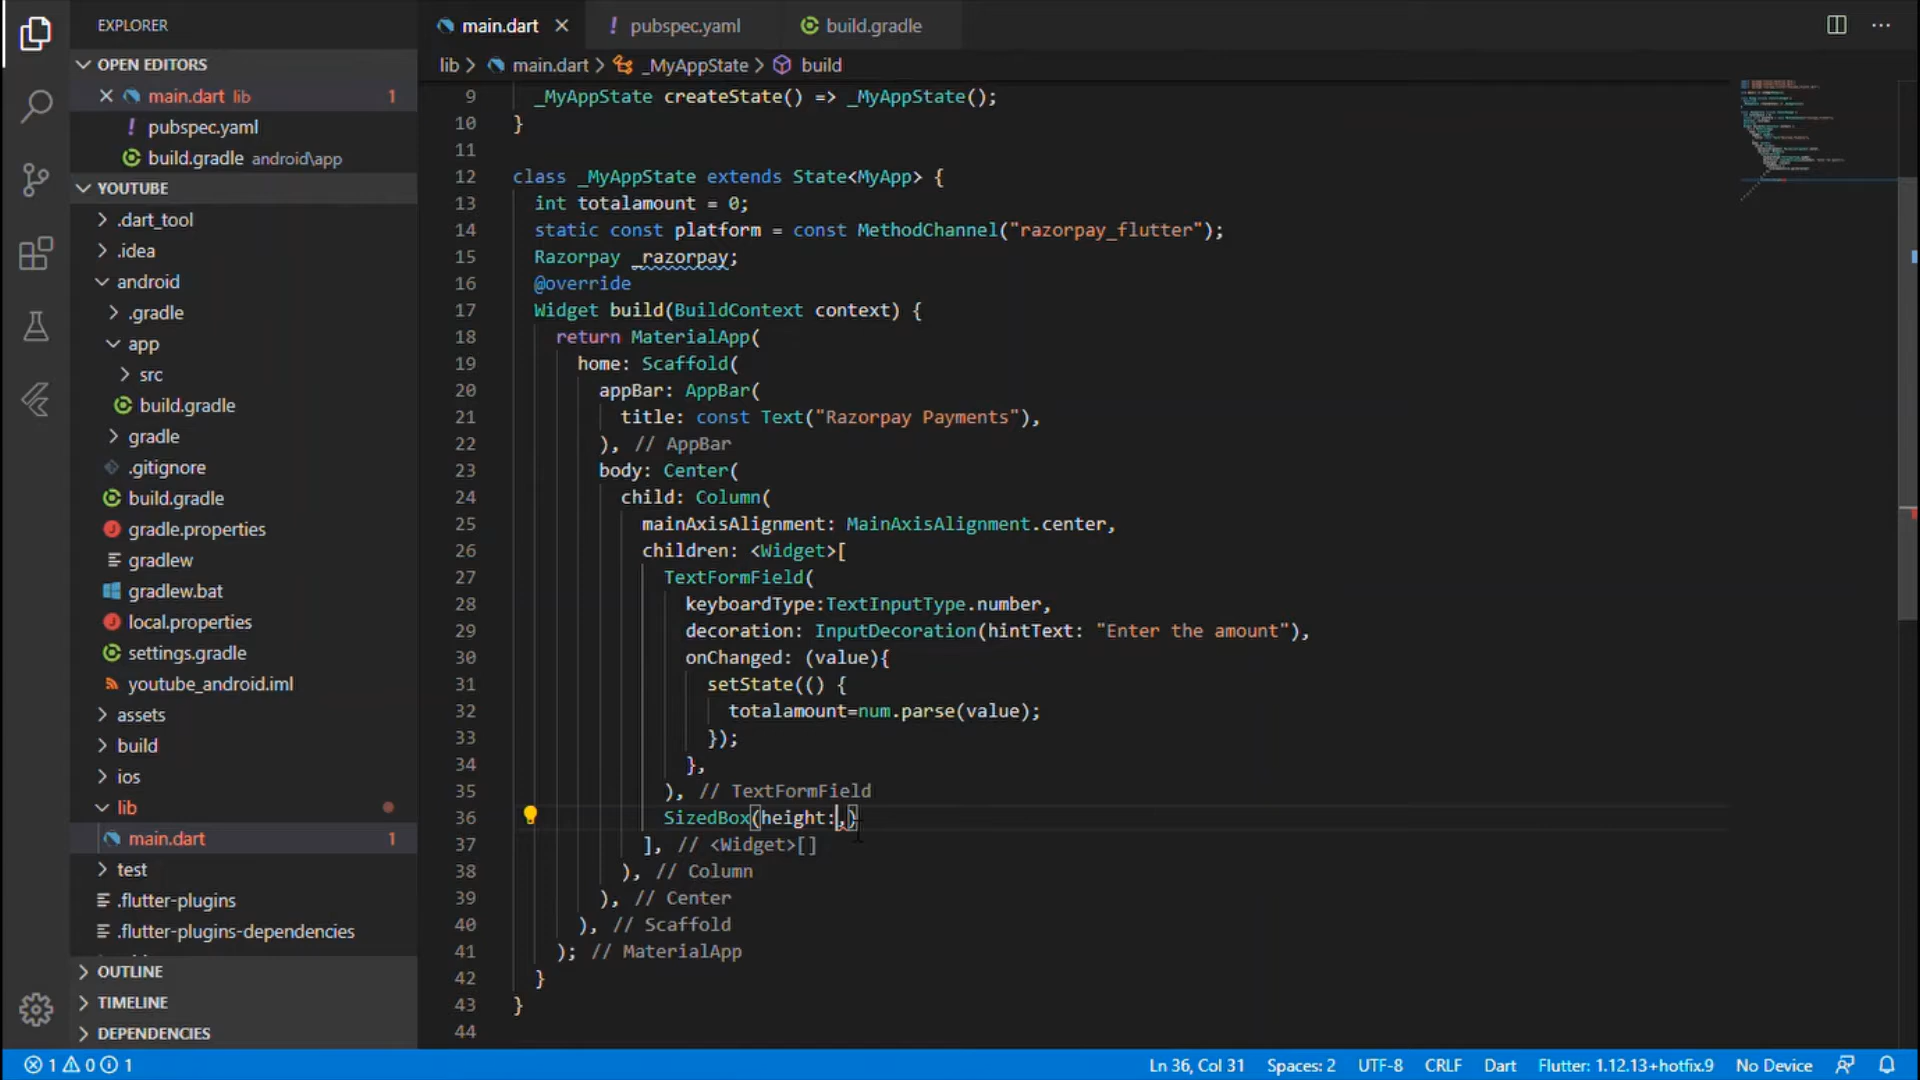 EXPLORER
OPEN EDITORS
main.dart lib 1
pubspec.yaml
build.gradle android\app
YOUTUBE
.dart_tool
.idea
android
.gradle
app
src
build.gradle
gradle
.gitignore
build.gradle
gradle.properties
gradlew
gradlew.bat
local.properties
settings.gradle
youtube_android.iml
assets
build
ios
lib
main.dart 1
test
.flutter-plugins
.flutter-plugins-dependencies
OUTLINE
TIMELINE
DEPENDENCIES
main.dart
! pubspec.yaml
build.gradle
lib > main.dart > _MyAppState > build
9 _MyAppState createState() => _MyAppState();
10 }
11
12 class _MyAppState extends State<MyApp> {
13 int totalamount = 0;
14 static const platform = const MethodChannel("razorpay_flutter");
15 Razorpay _razorpay;
16 @override
17 Widget build(BuildContext context) {
18 return MaterialApp(
19 home: Scaffold(
20 appBar: AppBar(
21 title: const Text("Razorpay Payments"),
22 ), // AppBar
23 body: Center(
24 child: Column(
25 mainAxisAlignment: MainAxisAlignment.center,
26 children: <Widget>[
27 TextFormField(
28 keyboardType:TextInputType.number,
29 decoration: InputDecoration(hintText: "Enter the amount"),
30 onChanged: (value){
31 setState(() {
32 totalamount=num.parse(value);
33 });
34 },
35 ), // TextFormField
36 SizedBox(height:,)
37 ], // <Widget>[]
38 ), // Column
39 ), // Center
40 ), // Scaffold
41 ); // MaterialApp
42 }
43 }
44
1 0 1
Ln 36, Col 31 Spaces: 2 UTF-8 CRLF Dart Flutter: 1.12.13+hotfix.9 No Device